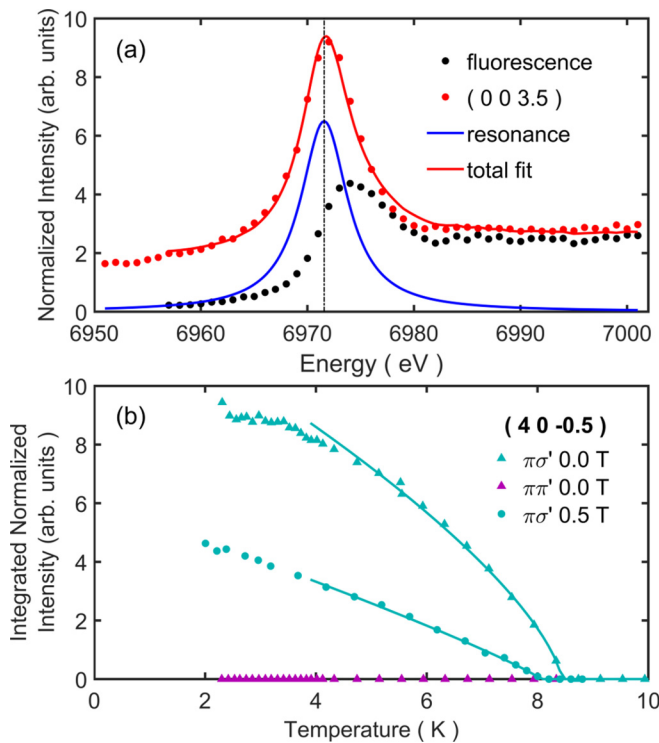 Normalized Intensity (arb. units)
10
8
6
4
2
0
(a)
fluorescence
( 0 0 3.5 )
resonance
total fit
6950 6960 6970 6980 6990 7000
Energy ( eV )
Integrated Normalized
Intensity (arb. units)
10
8
6
4
2
0
(b)
( 4 0 -0.5 )
πσ' 0.0 T
ππ' 0.0 T
πσ' 0.5 T
0 2 4 6 8 10
Temperature ( K )